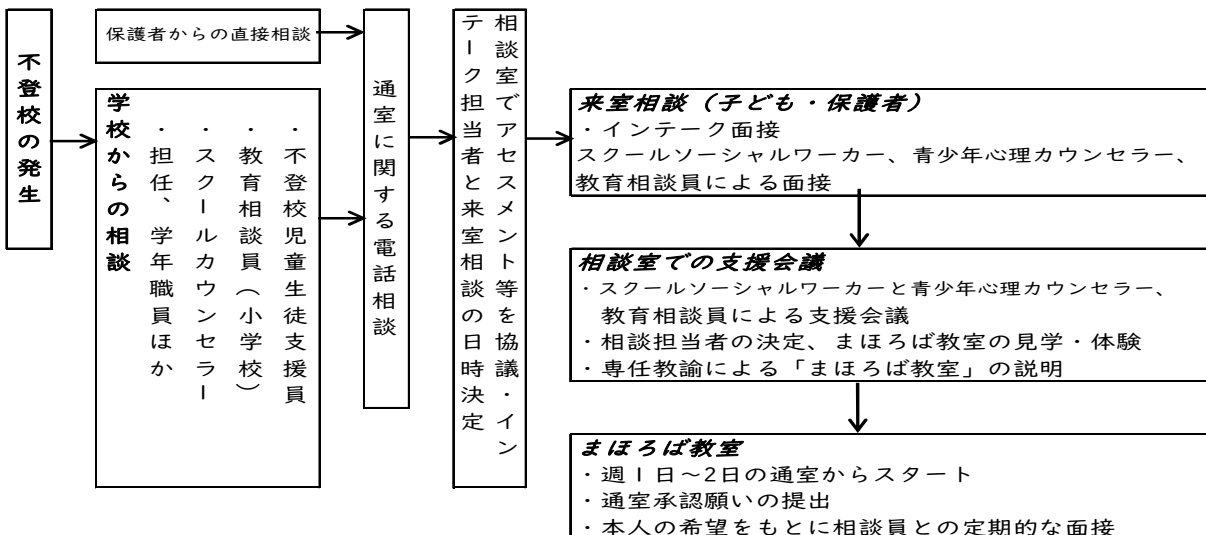 不登校の発生
保護者からの直接相談
学校からの相談
・担任、学年職員ほか
・スクールカウンセラー
・教育相談員（小学校）
・不登校児童生徒支援員
通室に関する電話相談
相談室でアセスメント等を協議・イン
テーク担当者と来室相談の日時決定
来室相談（子ども・保護者）
・インテーク面接
スクールソーシャルワーカー、青少年心理カウンセラー、
教育相談員による面接
相談室での支援会議
・スクールソーシャルワーカーと青少年心理カウンセラー、
教育相談員による支援会議
・相談担当者の決定、まほろば教室の見学・体験
・専任教諭による「まほろば教室」の説明
まほろば教室
・週１日～2日の通室からスタート
・通室承認願いの提出
・本人の希望をもとに相談員との定期的な面接